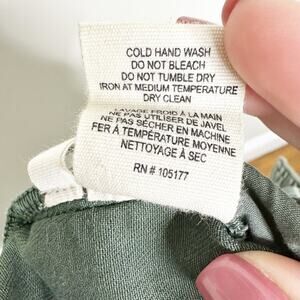 COLD HAND WASH
DO NOT BLEACH
DO NOT TUMBLE DRY
IRON AT MEDIUM TEMPERATURE
DRY CLEAN
LAVAGE FROID À LA MAIN
NE PAS UTILISER DE JAVEL
NE PAS SÉCHER EN MACHINE
FER À TEMPÉRATURE MOYENNE
NETTOYAGE À SEC
RN # 105177